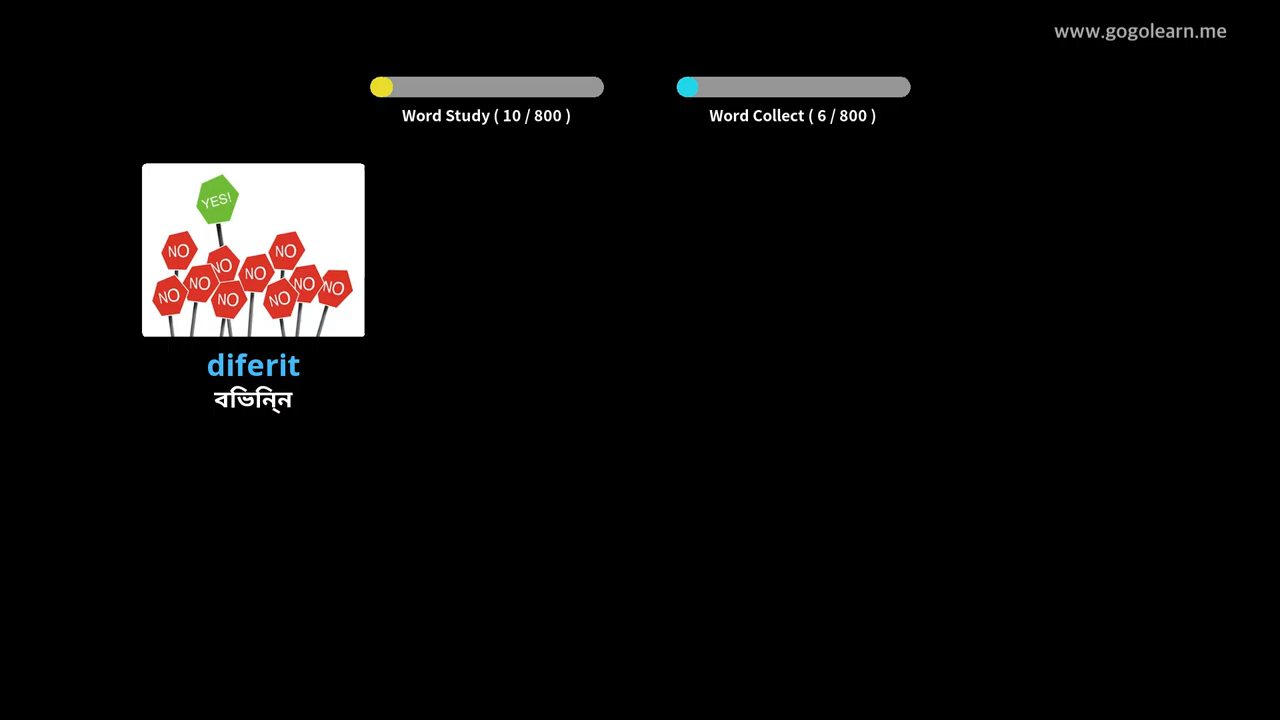 www.gogolearn.me
Word Study ( 10 / 800 )
Word Collect ( 6 / 800 )
YES!
NO
NO
NO
NO
NO
NO
NO
NO
NO
NO
diferit
বিভিন্ন